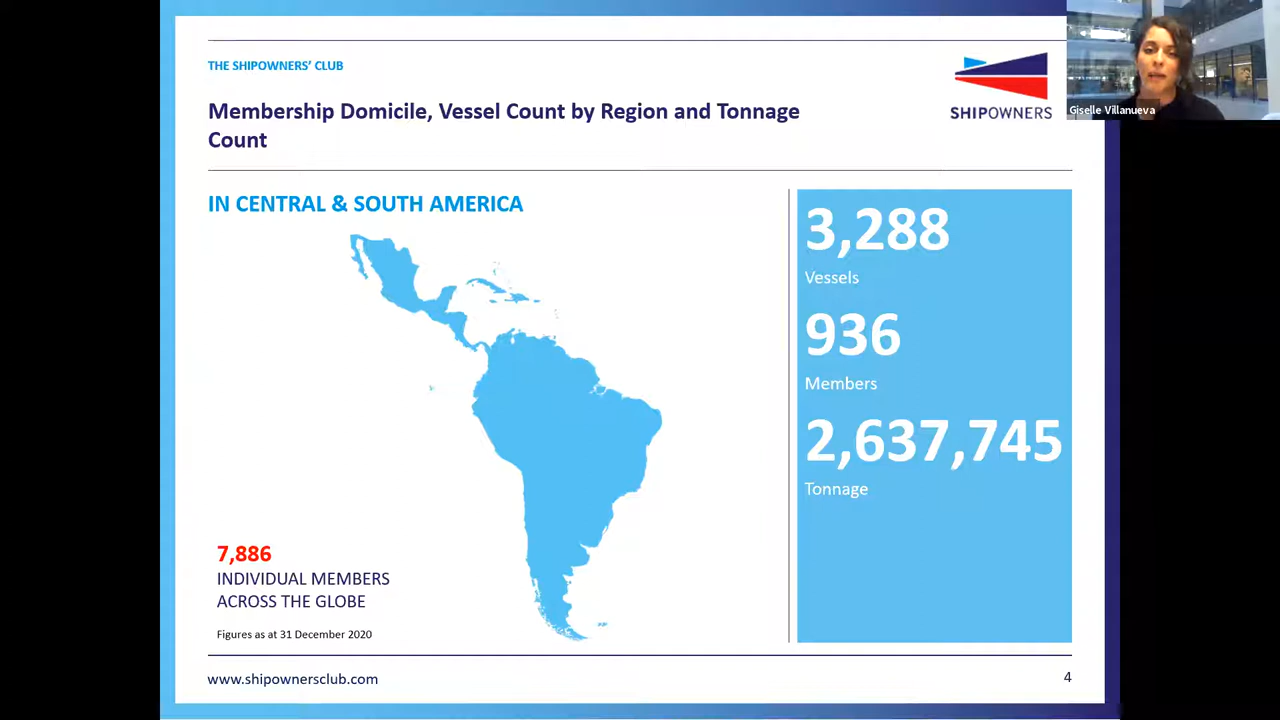 THE SHIPOWNERS' CLUB
Membership Domicile, Vessel Count by Region and Tonnage
Count
SHIPOWNERS
Giselle Villanueva
IN CENTRAL & SOUTH AMERICA
3,288
Vessels
936
Members
2,637,745
Tonnage
7,886
INDIVIDUAL MEMBERS
ACROSS THE GLOBE
Figures as at 31 December 2020
www.shipownersclub.com
4